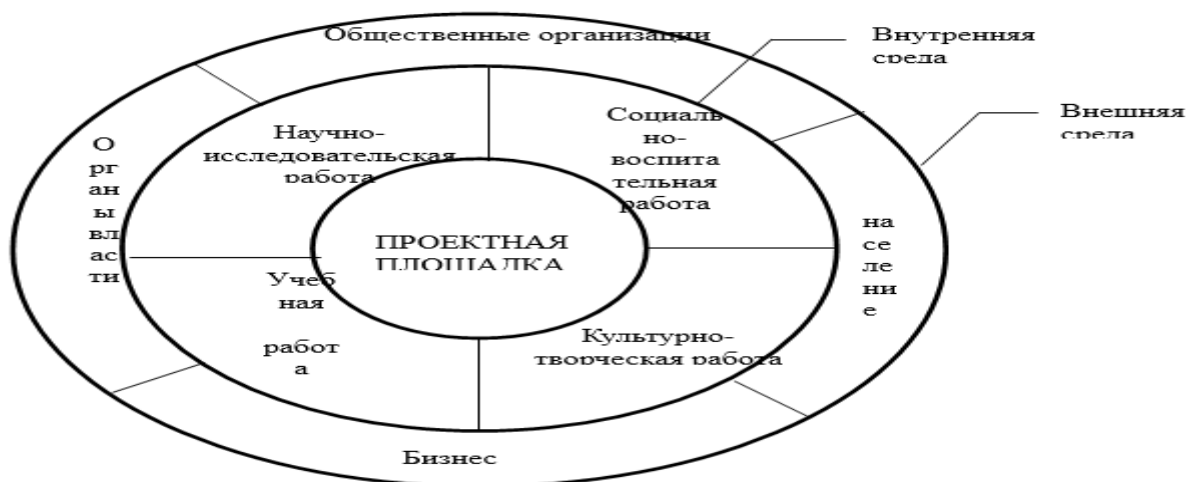 Общественные организации
Внутренняя
среда
Внешняя
среда
О
рг
ан
ы
вл
ас
ти
Научно-
исследовательская
работа
Социаль
но-
воспита
тельная
работа
ПРОЕКТНАЯ
ПЛОЩАДКА
на
се
ле
ни
е
Учеб
ная
работ
а
Культурно-
творческая работа
Бизнес